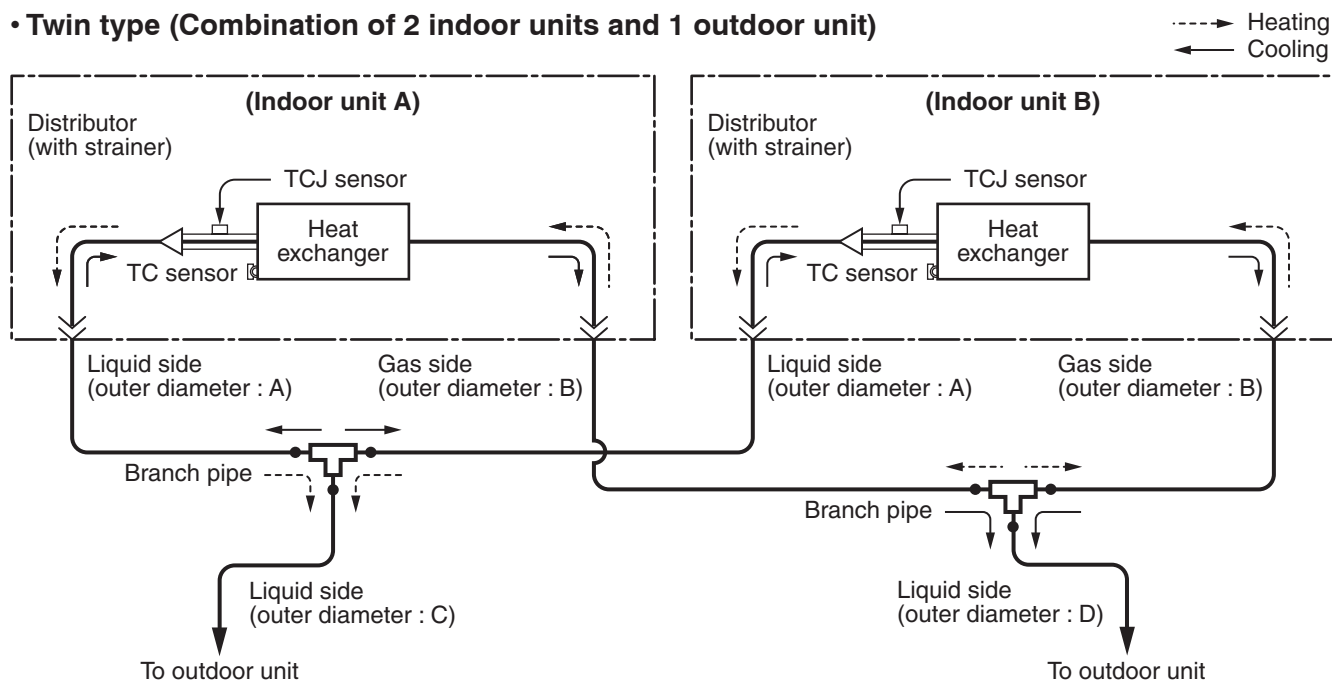 • Twin type (Combination of 2 indoor units and 1 outdoor unit)
Heating
Cooling
(Indoor unit A)
Distributor
(with strainer)
TCJ sensor
Heat
exchanger
TC sensor
Liquid side
(outer diameter : A)
Gas side
(outer diameter : B)
(Indoor unit B)
Distributor
(with strainer)
TCJ sensor
Heat
exchanger
TC sensor
Liquid side
(outer diameter : A)
Gas side
(outer diameter : B)
Branch pipe
Branch pipe
Liquid side
(outer diameter : C)
Liquid side
(outer diameter : D)
To outdoor unit
To outdoor unit